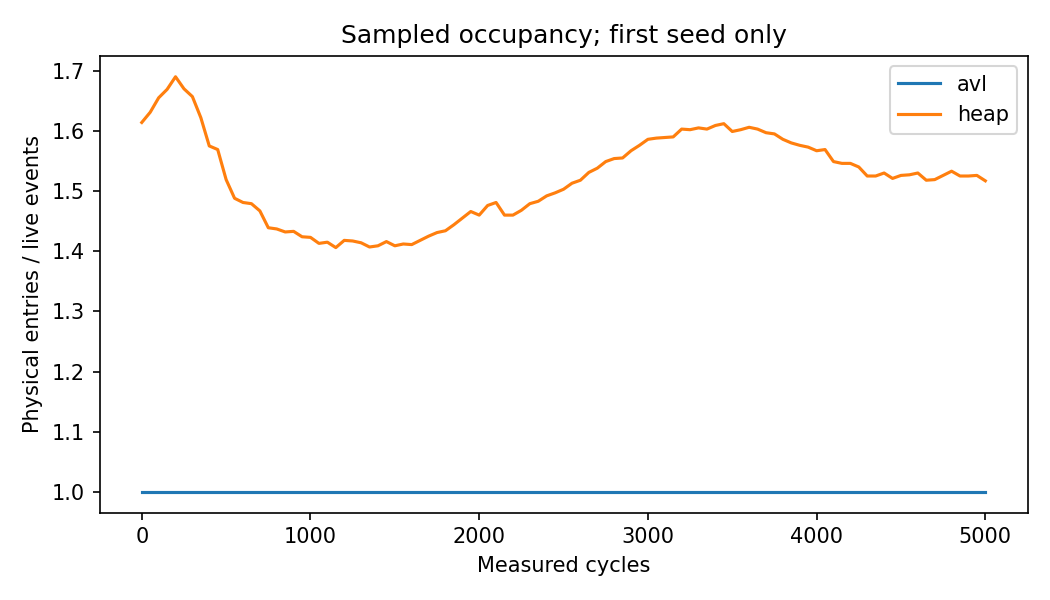 Sampled occupancy; first seed only
avl
heap
Physical entries / live events
1.7
1.6
1.5
1.4
1.3
1.2
1.1
1.0
0 1000 2000 3000 4000 5000
Measured cycles